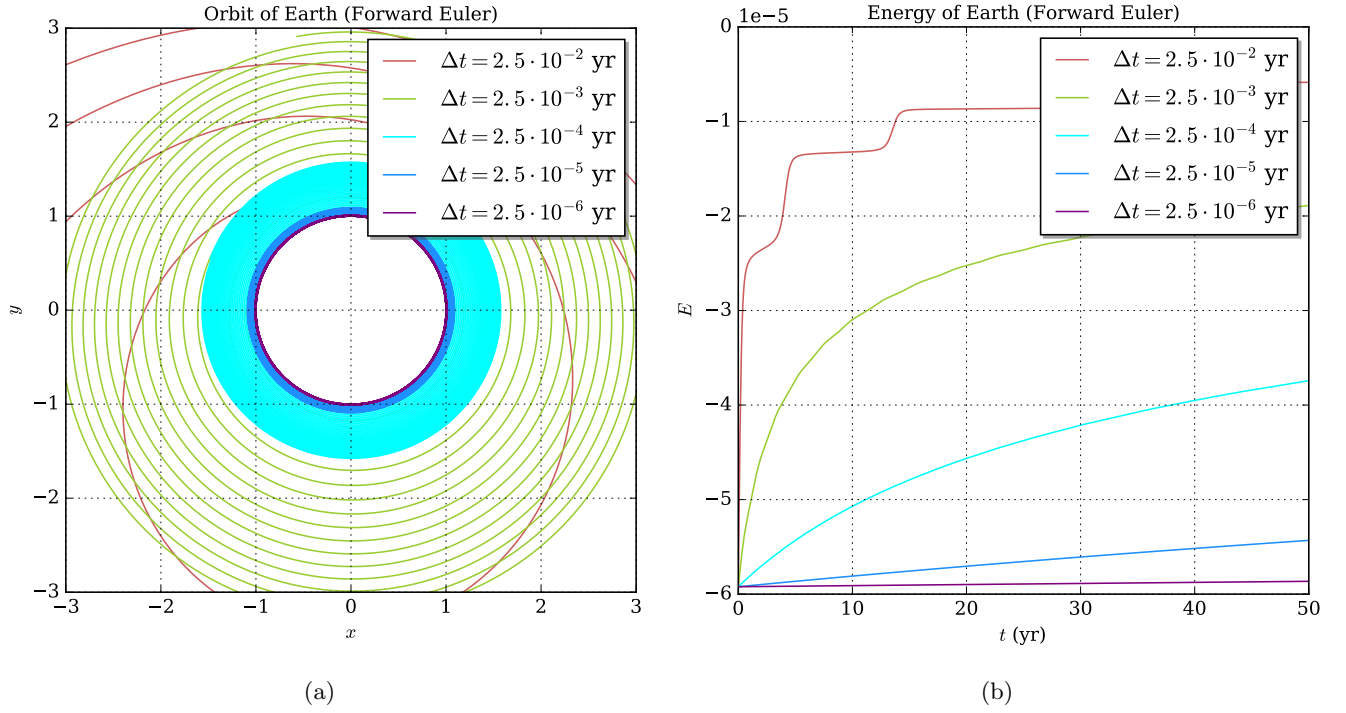 Orbit of Earth (Forward Euler)
3
2
1
0
−1
−2
−3
y
−3 −2 −1 0 1 2 3
x
Δt = 2.5 · 10⁻² yr
Δt = 2.5 · 10⁻³ yr
Δt = 2.5 · 10⁻⁴ yr
Δt = 2.5 · 10⁻⁵ yr
Δt = 2.5 · 10⁻⁶ yr
(a)
Energy of Earth (Forward Euler)
1e−5
0
−1
−2
−3
−4
−5
−6
E
0 10 20 30 40 50
t (yr)
Δt = 2.5 · 10⁻² yr
Δt = 2.5 · 10⁻³ yr
Δt = 2.5 · 10⁻⁴ yr
Δt = 2.5 · 10⁻⁵ yr
Δt = 2.5 · 10⁻⁶ yr
(b)